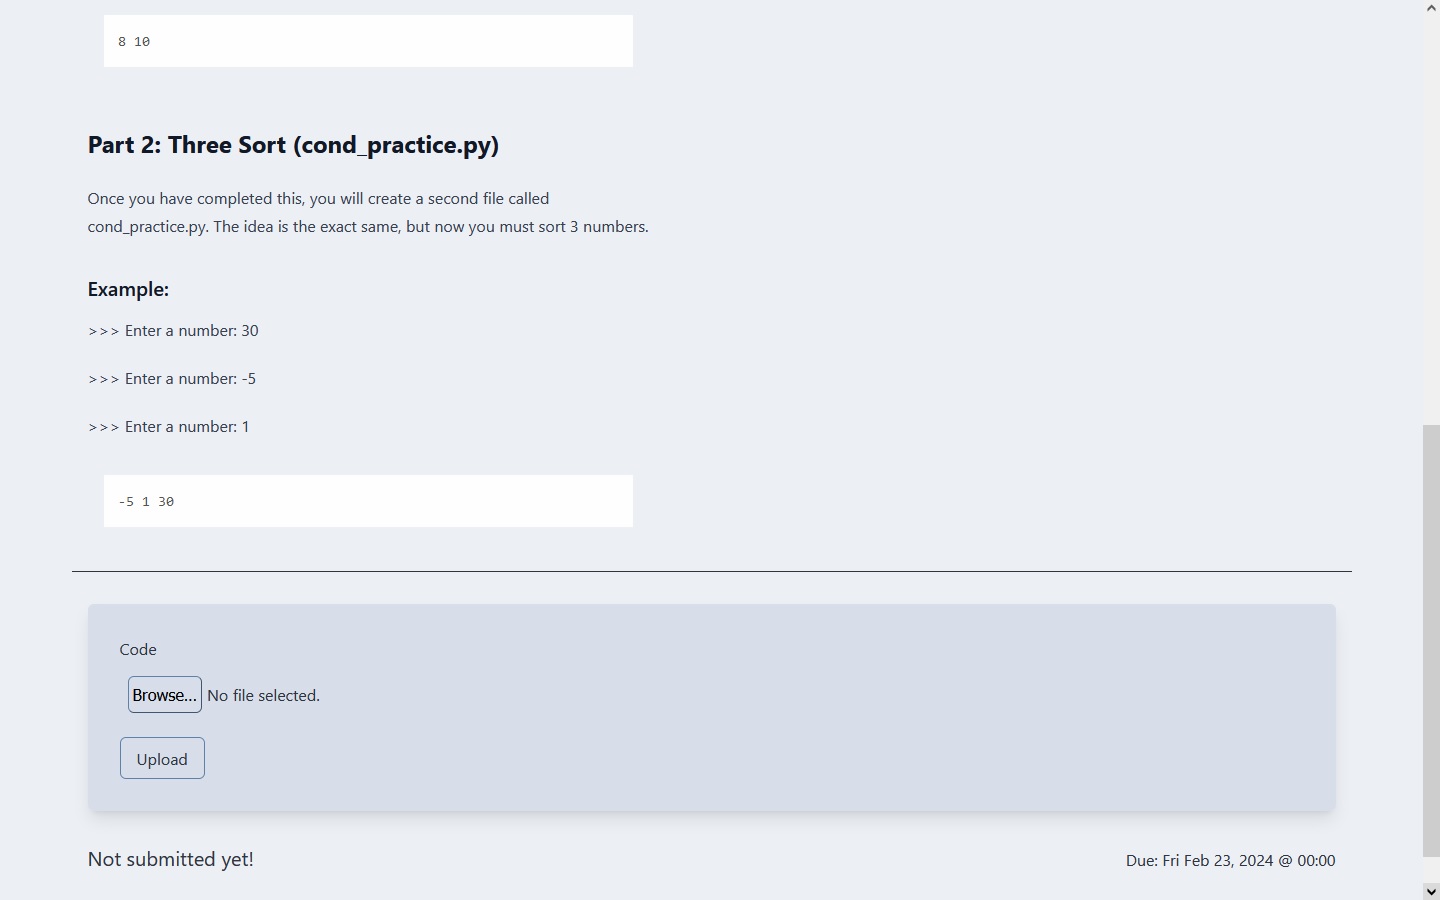 8 10
Part 2: Three Sort (cond_practice.py)
Once you have completed this, you will create a second file called
cond_practice.py. The idea is the exact same, but now you must sort 3 numbers.
Example:
>>> Enter a number: 30
>>> Enter a number: -5
>>> Enter a number: 1
-5 1 30
Code
Browse... No file selected.
Upload
Not submitted yet!
Due: Fri Feb 23, 2024 @ 00:00